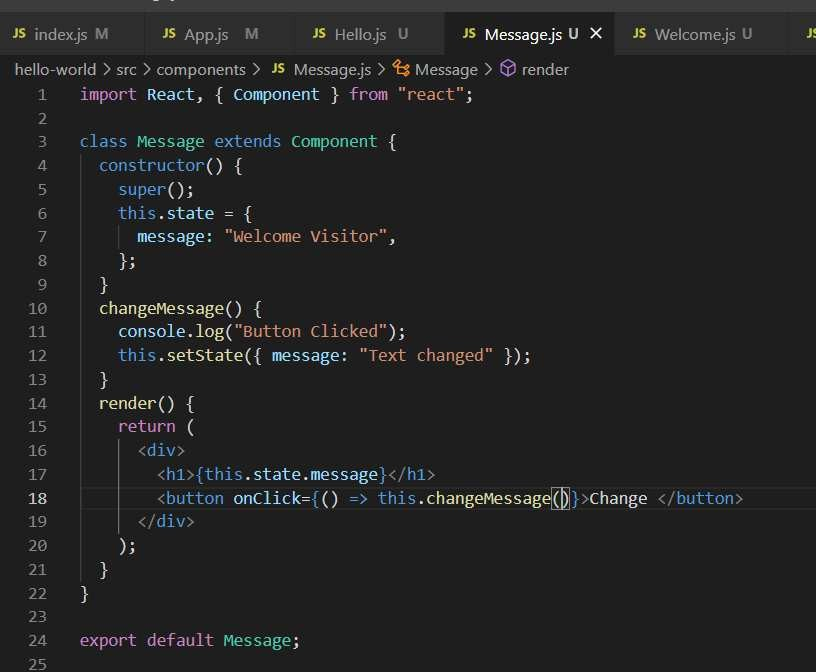 JS index.js M JS App.js M JS Hello.js U JS Message.js U JS Welcome.js U JS
hello-world > src > components > JS Message.js > Message > render
1 import React, { Component } from "react";
2
3 class Message extends Component {
4 constructor() {
5 super();
6 this.state = {
7 message: "Welcome Visitor",
8 };
9 }
10 changeMessage() {
11 console.log("Button Clicked");
12 this.setState({ message: "Text changed" });
13 }
14 render() {
15 return (
16 <div>
17 <h1>{this.state.message}</h1>
18 <button onClick={() => this.changeMessage()}>Change </button>
19 </div>
20 );
21 }
22 }
23
24 export default Message;
25